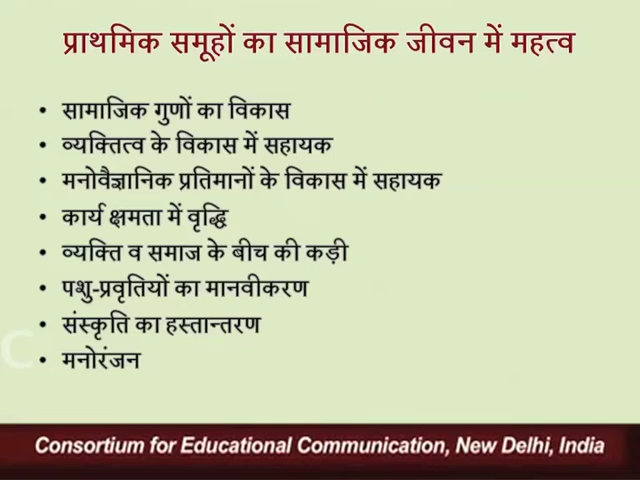 प्राथमिक समूहों का सामाजिक जीवन में महत्व
• सामाजिक गुणों का विकास
• व्यक्तित्व के विकास में सहायक
• मनोवैज्ञानिक प्रतिमानों के विकास में सहायक
• कार्य क्षमता में वृद्धि
• व्यक्ति व समाज के बीच की कड़ी
• पशु-प्रवृतियों का मानवीकरण
• संस्कृति का हस्तान्तरण
• मनोरंजन
C
Consortium for Educational Communication, New Delhi, India